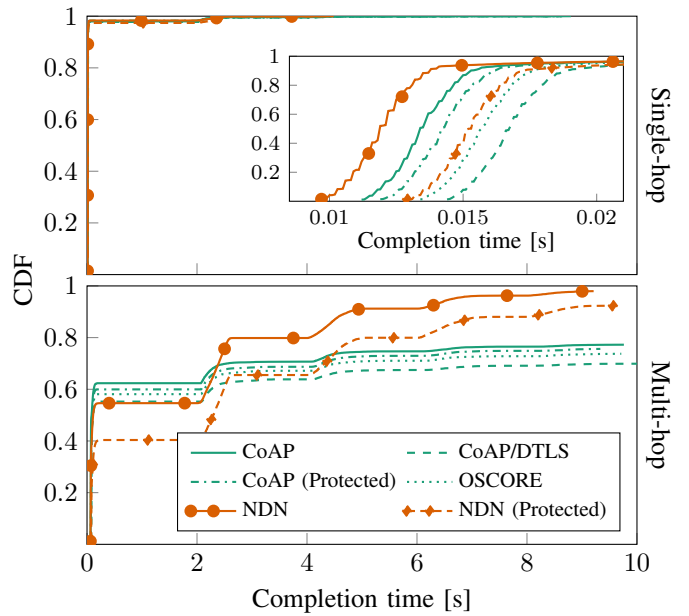 1
0.8
0.6
0.4
0.2
1
0.8
0.6
0.4
0.2
0.01
0.015
0.02
Completion time [s]
Single-hop
CDF
1
0.8
0.6
0.4
0.2
CoAP
CoAP/DTLS
CoAP (Protected)
OSCORE
NDN
NDN (Protected)
Multi-hop
0
2
4
6
8
10
Completion time [s]